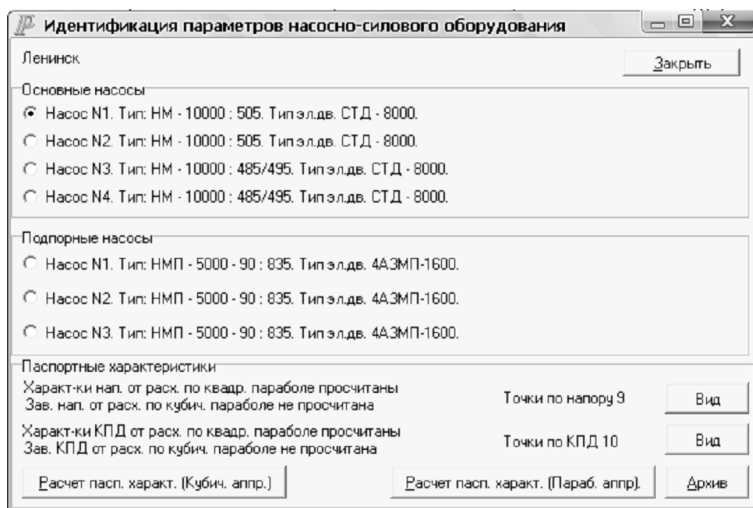 Идентификация параметров насосно-силового оборудования
Ленинск
Закрыть
Основные насосы
Насос N1. Тип: НМ - 10000 : 505. Тип эл.дв. СТД - 8000.
Насос N2. Тип: НМ - 10000 : 505. Тип эл.дв. СТД - 8000.
Насос N3. Тип: НМ - 10000 : 485/495. Тип эл.дв. СТД - 8000.
Насос N4. Тип: НМ - 10000 : 485/495. Тип эл.дв. СТД - 8000.
Подпорные насосы
Насос N1. Тип: НМП - 5000 - 90 : 835. Тип эл.дв. 4АЗМП-1600.
Насос N2. Тип: НМП - 5000 - 90 : 835. Тип эл.дв. 4АЗМП-1600.
Насос N3. Тип: НМП - 5000 - 90 : 835. Тип эл.дв. 4АЗМП-1600.
Паспортные характеристики
Характ-ки нап. от расх. по квадр. параболе просчитаны
Зав. нап. от расх. по кубич. параболе не просчитана
Точки по напору 9
Вид
Характ-ки КПД от расх. по квадр. параболе просчитаны
Зав. КПД от расх. по кубич. параболе не просчитана
Точки по КПД 10
Вид
Расчет пасп. характ. (Кубич. аппр.)
Расчет пасп. характ. (Параб. аппр).
Архив